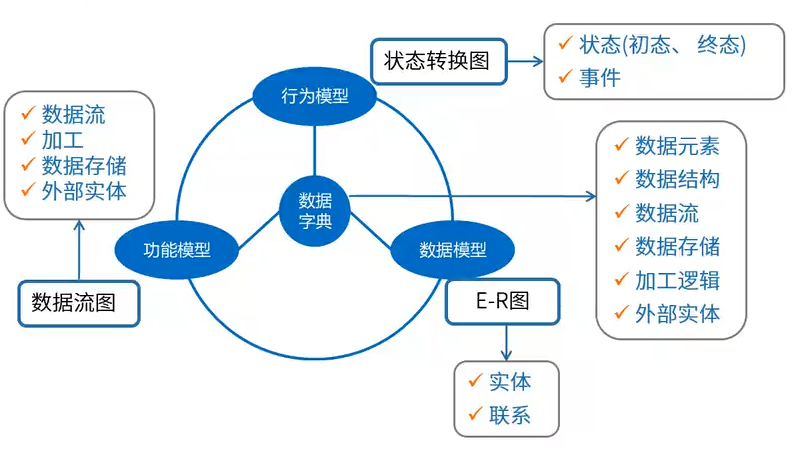 状态转换图
状态(初态、 终态)
事件
行为模型
数据流
加工
数据存储
外部实体
数据
字典
数据元素
数据结构
数据流
数据存储
加工逻辑
外部实体
功能模型
数据模型
数据流图
E-R图
实体
联系